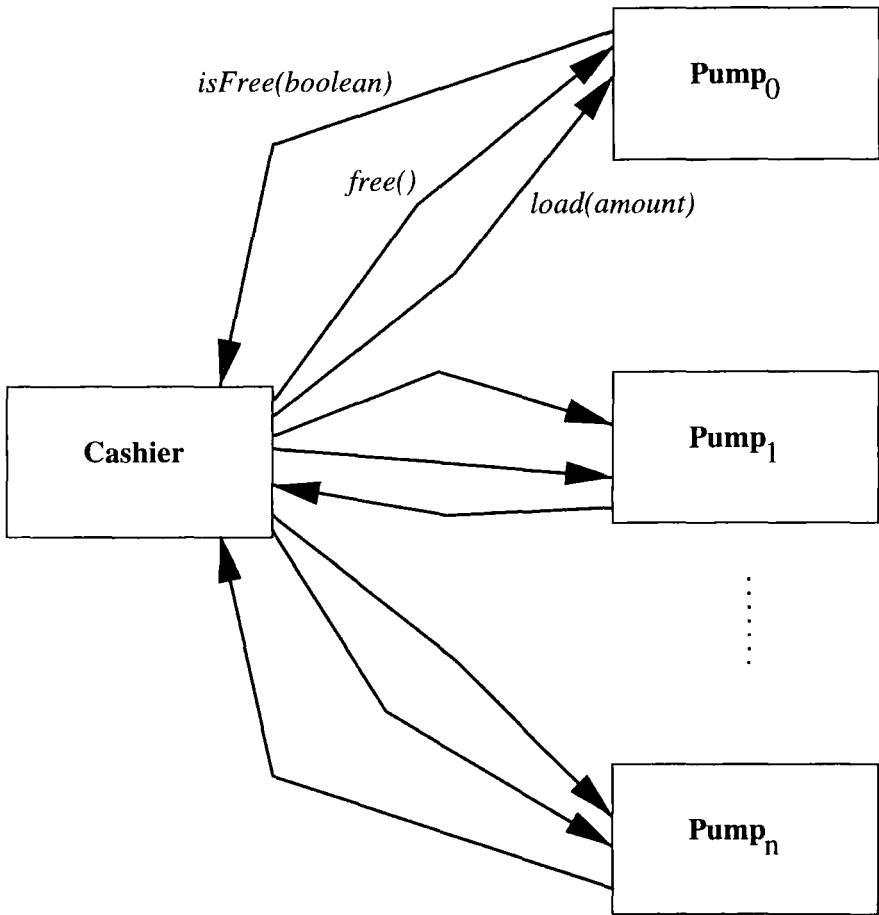 Pump0
isFree(boolean)
free()
load(amount)
Pump1
Cashier
Pumpn